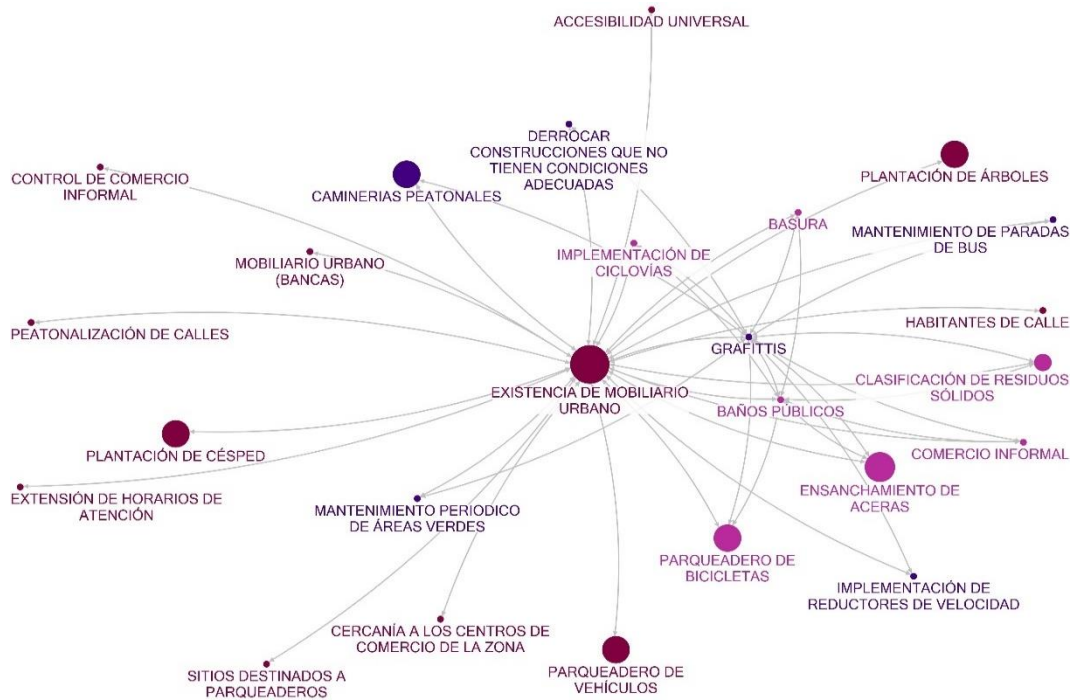 ACCESIBILIDAD UNIVERSAL
DERROCAR
CONSTRUCCIONES QUE NO
TIENEN CONDICIONES
ADECUADAS
CONTROL DE COMERCIO
INFORMAL
CAMINERIAS PEATONALES
PLANTACIÓN DE ÁRBOLES
BASURA
MANTENIMIENTO DE PARADAS
DE BUS
MOBILIARIO URBANO
(BANCAS)
IMPLEMENTACIÓN DE
CICLOVÍAS
PEATONALIZACIÓN DE CALLES
HABITANTES DE CALLE
GRAFITTIS
EXISTENCIA DE MOBILIARIO
URBANO
CLASIFICACIÓN DE RESIDUOS
SÓLIDOS
BAÑOS PÚBLICOS
PLANTACIÓN DE CÉSPED
COMERCIO INFORMAL
EXTENSIÓN DE HORARIOS DE
ATENCIÓN
MANTENIMIENTO PERIODICO
DE ÁREAS VERDES
ENSANCHAMIENTO DE
ACERAS
PARQUEADERO DE
BICICLETAS
IMPLEMENTACIÓN DE
REDUCTORES DE VELOCIDAD
CERCANÍA A LOS CENTROS DE
COMERCIO DE LA ZONA
SITIOS DESTINADOS A
PARQUEADEROS
PARQUEADERO DE
VEHÍCULOS